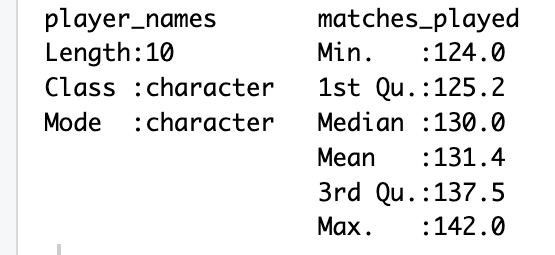 player_names     matches_played
Length:10          Min.   :124.0
Class :character   1st Qu.:125.2
Mode  :character   Median :130.0
                   Mean   :131.4
                   3rd Qu.:137.5
                   Max.   :142.0